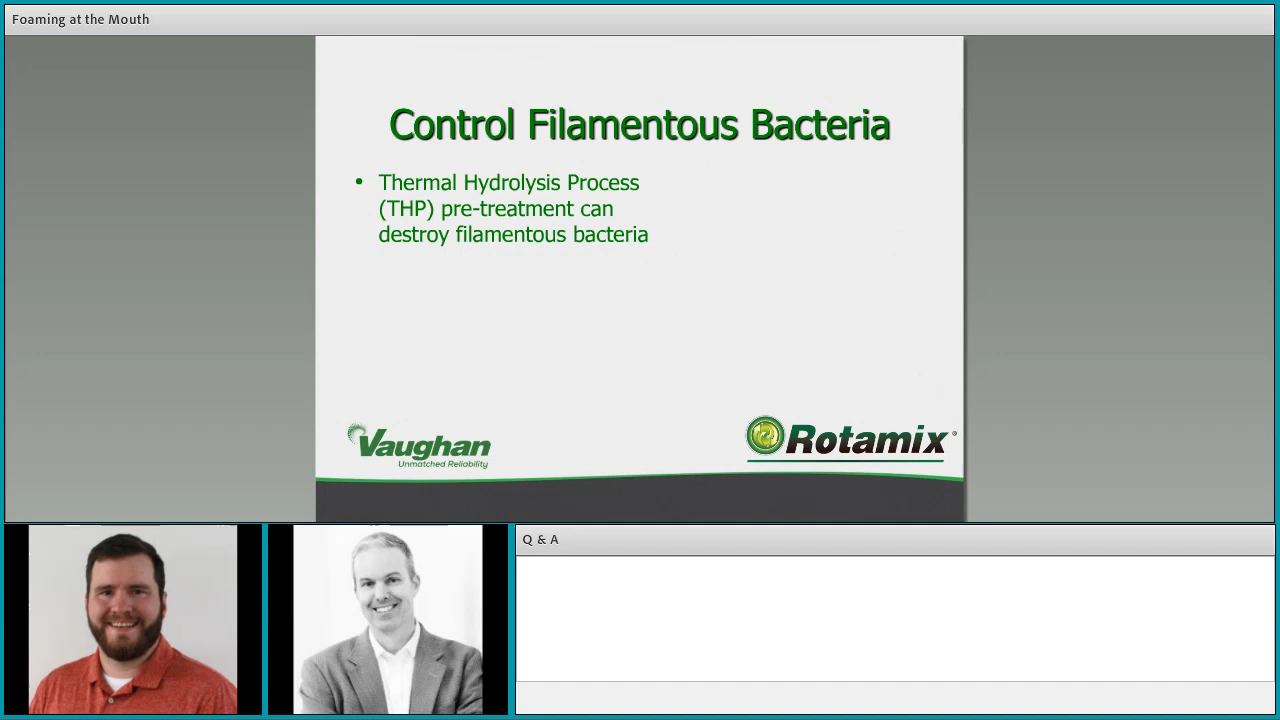 Foaming at the Mouth
Control Filamentous Bacteria
• Thermal Hydrolysis Process
(THP) pre-treatment can
destroy filamentous bacteria
Vaughan
Unmatched Reliability
Rotamix®
Q & A